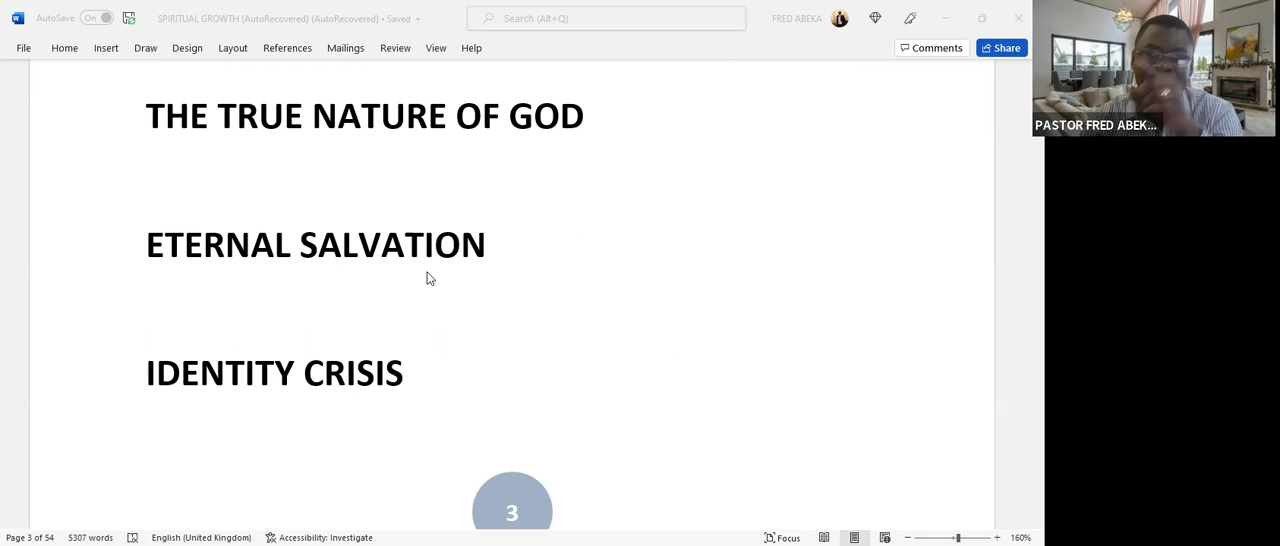 AutoSave On SPIRITUAL GROWTH (AutoRecovered) (AutoRecovered) • Saved Search (Alt+Q) FRED ABEKA
File Home Insert Draw Design Layout References Mailings Review View Help Comments Share
THE TRUE NATURE OF GOD
ETERNAL SALVATION
IDENTITY CRISIS
3
PASTOR FRED ABEK...
Page 3 of 54 5307 words English (United Kingdom) Accessibility: Investigate Focus 160%